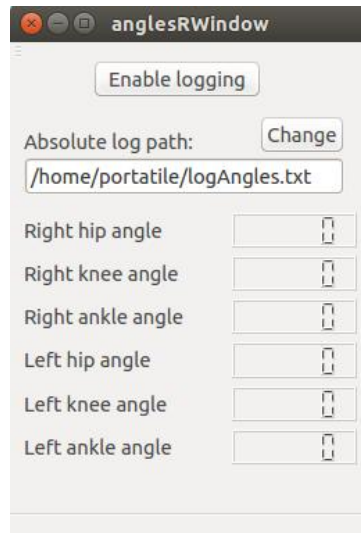 anglesRWindow
Enable logging
Absolute log path:
Change
/home/portatile/logAngles.txt
Right hip angle 0
Right knee angle 0
Right ankle angle 0
Left hip angle 0
Left knee angle 0
Left ankle angle 0